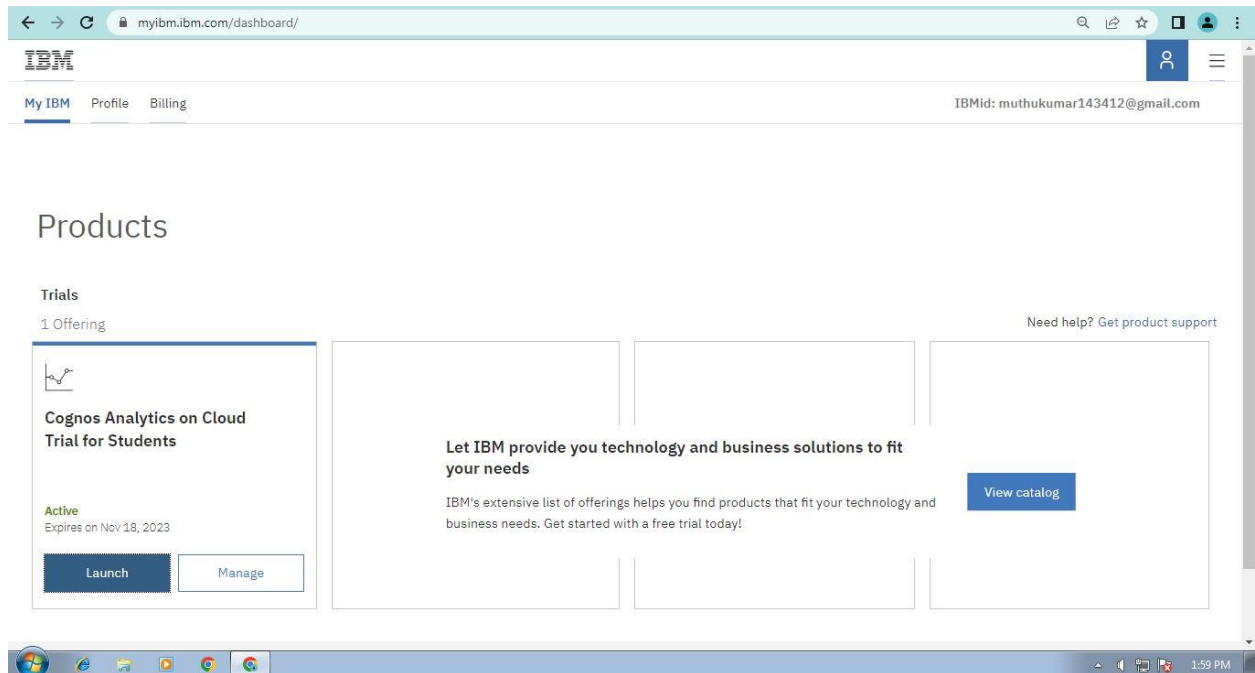 myibm.ibm.com/dashboard/
IBM
My IBM Profile Billing IBMid: muthukumar143412@gmail.com
Products
Trials
1 Offering Need help? Get product support
Cognos Analytics on Cloud
Trial for Students
Active
Expires on Nov 18, 2023
Launch Manage
Let IBM provide you technology and business solutions to fit
your needs
IBM's extensive list of offerings helps you find products that fit your technology and
business needs. Get started with a free trial today!
View catalog
1:59 PM